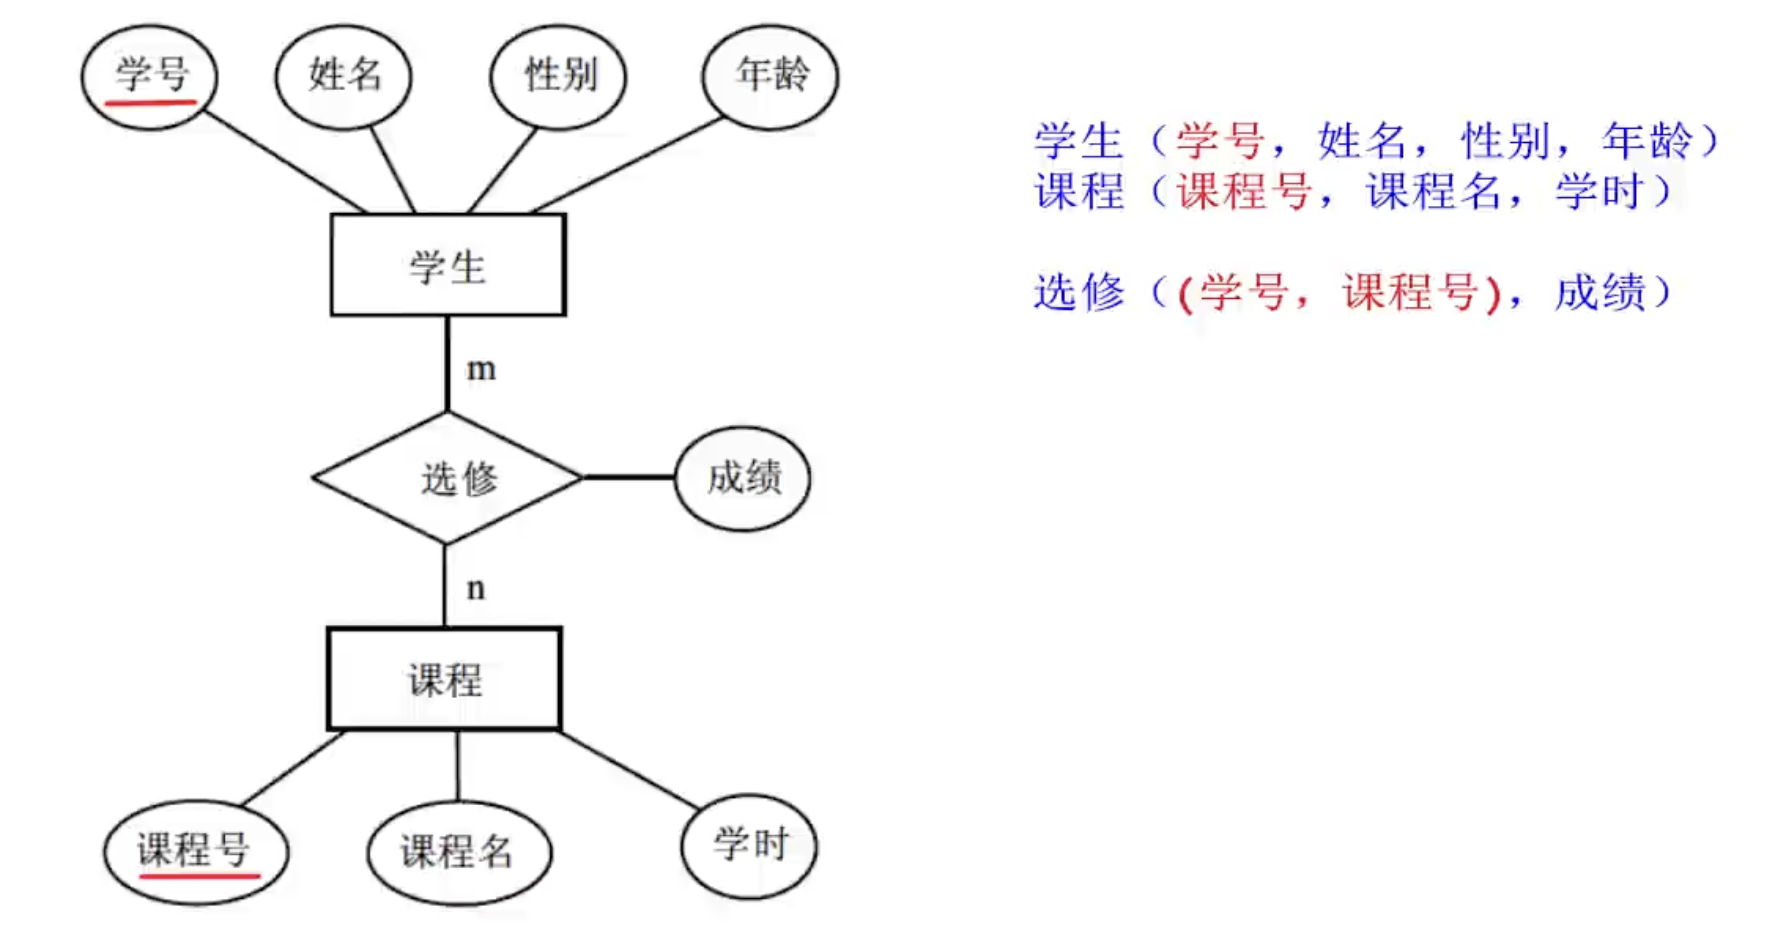 学号 姓名 性别 年龄
学生（学号，姓名，性别，年龄）
课程（课程号，课程名，学时）
学生
选修（(学号，课程号)，成绩）
m
选修 成绩
n
课程
课程号 课程名 学时